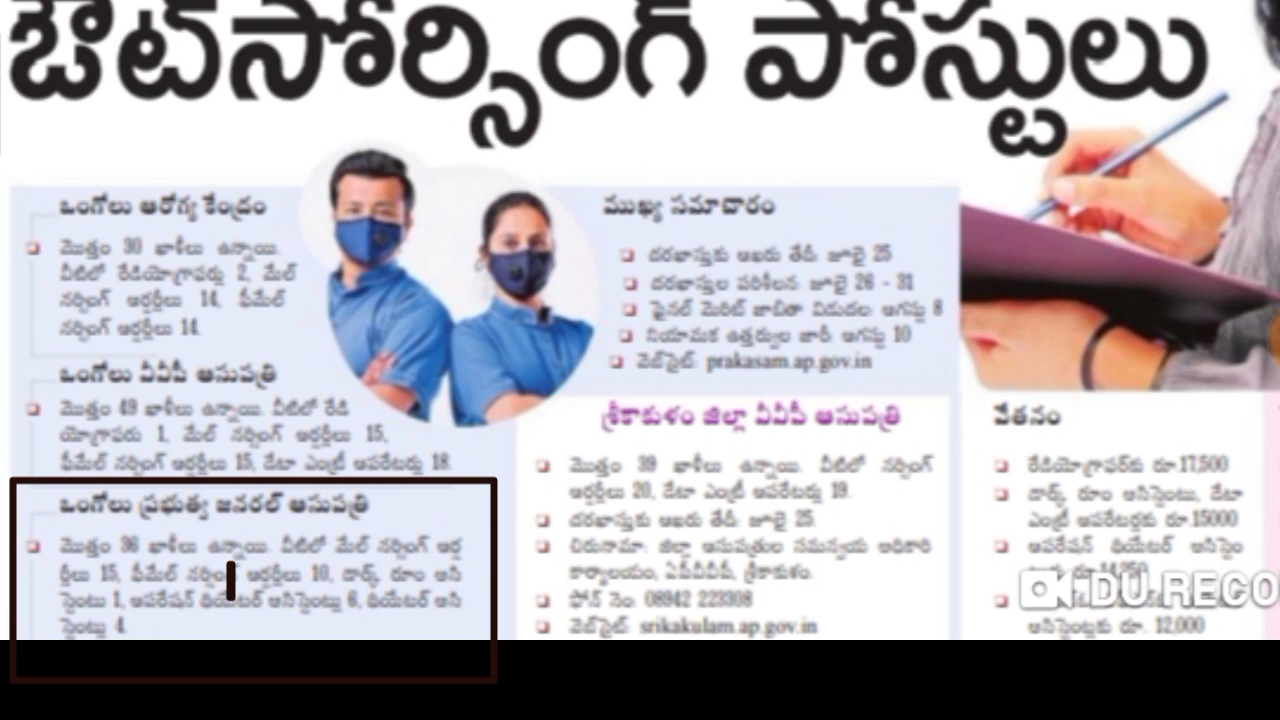 ఔట్‌సోర్సింగ్ పోస్టులు
ఒంగోలు ఆరోగ్య కేంద్రం
మొత్తం 30 ఖాళీలు ఉన్నాయి.
వీటిలో రేడియోగ్రాఫర్లు 2, మేల్
నర్సింగ్ ఆర్డర్లీలు 14, ఫీమేల్
నర్సింగ్ ఆర్డర్లీలు 14.
ఒంగోలు వీవీపీ ఆసుపత్రి
మొత్తం 49 ఖాళీలు ఉన్నాయి. వీటిలో రేడి
యోగ్రాఫరు 1, మేల్ నర్సింగ్ ఆర్డర్లీలు 15,
ఫీమేల్ నర్సింగ్ ఆర్డర్లీలు 15, డేటా ఎంట్రీ ఆపరేటర్లు 18.
ఒంగోలు ప్రభుత్వ జనరల్ ఆసుపత్రి
మొత్తం 36 ఖాళీలు ఉన్నాయి. వీటిలో మేల్ నర్సింగ్ ఆర్డ
ర్లీలు 15, ఫీమేల్ నర్సింగ్ ఆర్డర్లీలు 10, డార్క్ రూం అసి
స్టెంటు 1, ఆపరేషన్ థియేటర్ అసిస్టెంట్లు 6, థియేటర్ అసి
స్టెంట్లు 4.
ముఖ్య సమాచారం
దరఖాస్తుకు ఆఖరు తేదీ: జూలై 25
దరఖాస్తుల పరిశీలన: జూలై 26 - 31
ఫైనల్ మెరిట్ జాబితా విడుదల: ఆగస్టు 8
నియామక ఉత్తర్వుల జారీ: ఆగస్టు 10
వెబ్‌సైట్: prakasam.ap.gov.in
శ్రీకాకుళం జిల్లా వీవీపీ ఆసుపత్రి
మొత్తం 39 ఖాళీలు ఉన్నాయి. వీటిలో నర్సింగ్
ఆర్డర్లీలు 20, డేటా ఎంట్రీ ఆపరేటర్లు 19.
దరఖాస్తుకు ఆఖరు తేదీ: జూలై 25.
చిరునామా: జిల్లా ఆసుపత్రుల సమన్వయ అధికారి
కార్యాలయం, ఏపీవీవీపీ, శ్రీకాకుళం.
ఫోన్ నెం: 08942 223308
వెబ్‌సైట్: srikakulam.ap.gov.in
వేతనం
రేడియోగ్రాఫర్‌కు రూ.17,500
డార్క్ రూం అసిస్టెంటు, డేటా
ఎంట్రీ ఆపరేటర్లకు రూ.15000
ఆపరేషన్ థియేటర్ అసిస్టెం
రూ.14,250
DU RECO
అసిస్టెంట్లకు రూ. 12,000